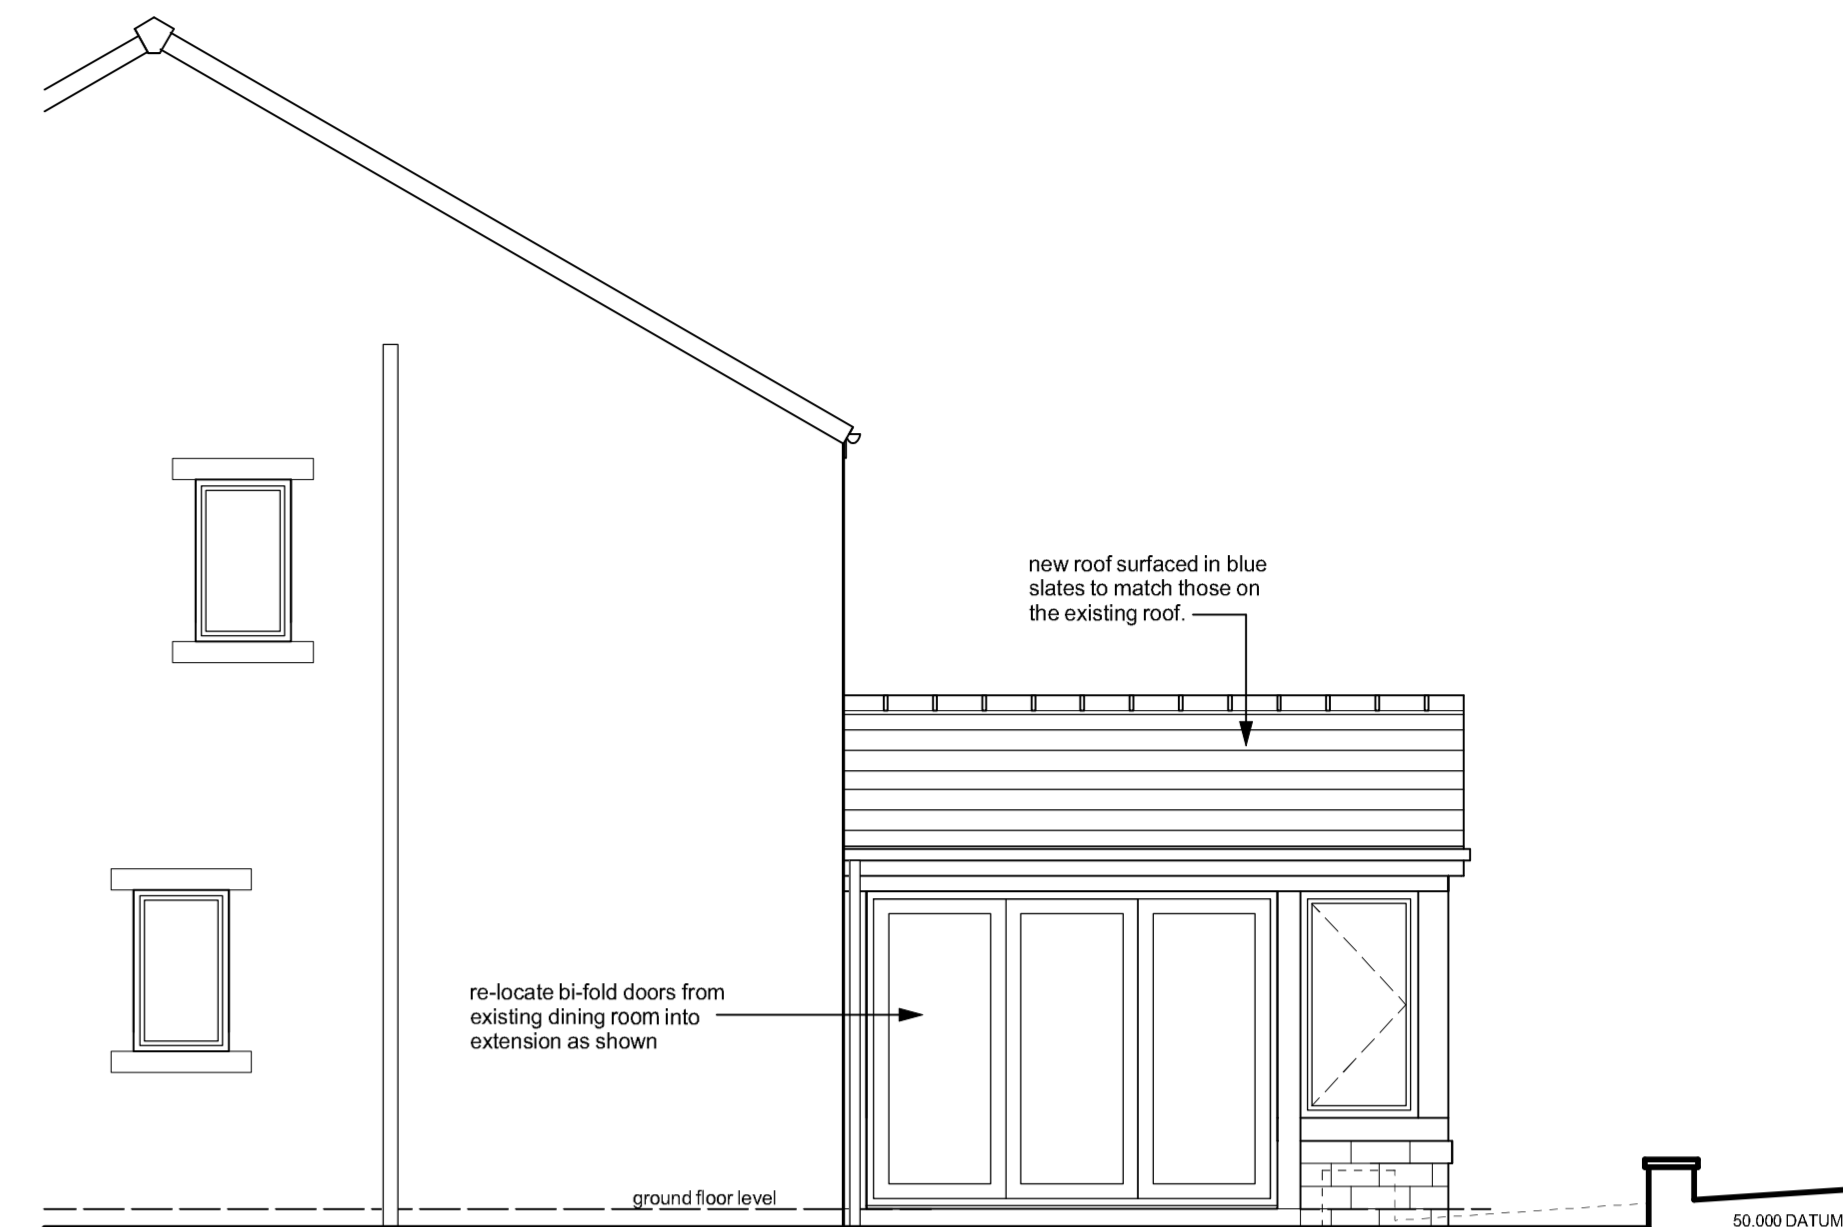 new roof surfaced in blue
slates to match those on
the existing roof.
re-locate bi-fold doors from
existing dining room into
extension as shown
ground floor level
50.000 DATUM